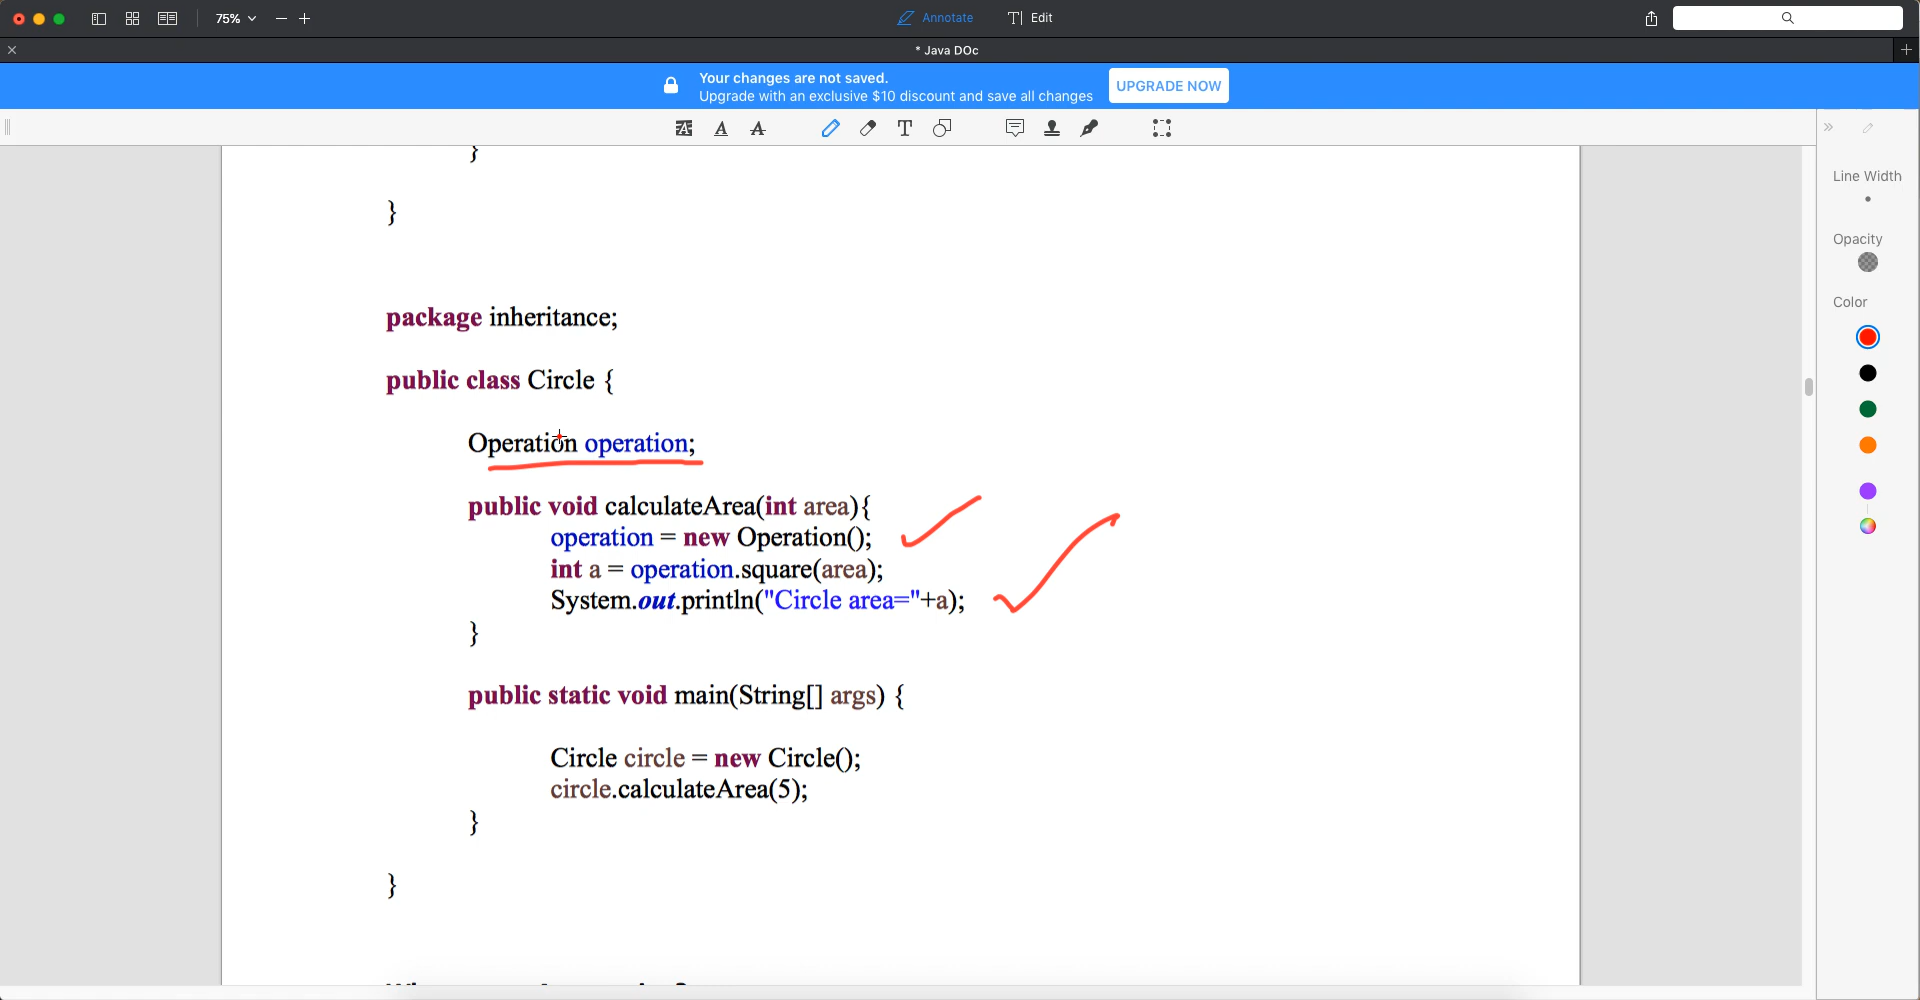 75%
Annotate
Edit
* Java DOc
Your changes are not saved.
Upgrade with an exclusive $10 discount and save all changes
UPGRADE NOW
Line Width
Opacity
Color
}
}
package inheritance;
public class Circle {
Operation operation;
public void calculateArea(int area){
operation = new Operation();
int a = operation.square(area);
System.out.println("Circle area="+a);
}
public static void main(String[] args) {
Circle circle = new Circle();
circle.calculateArea(5);
}
}